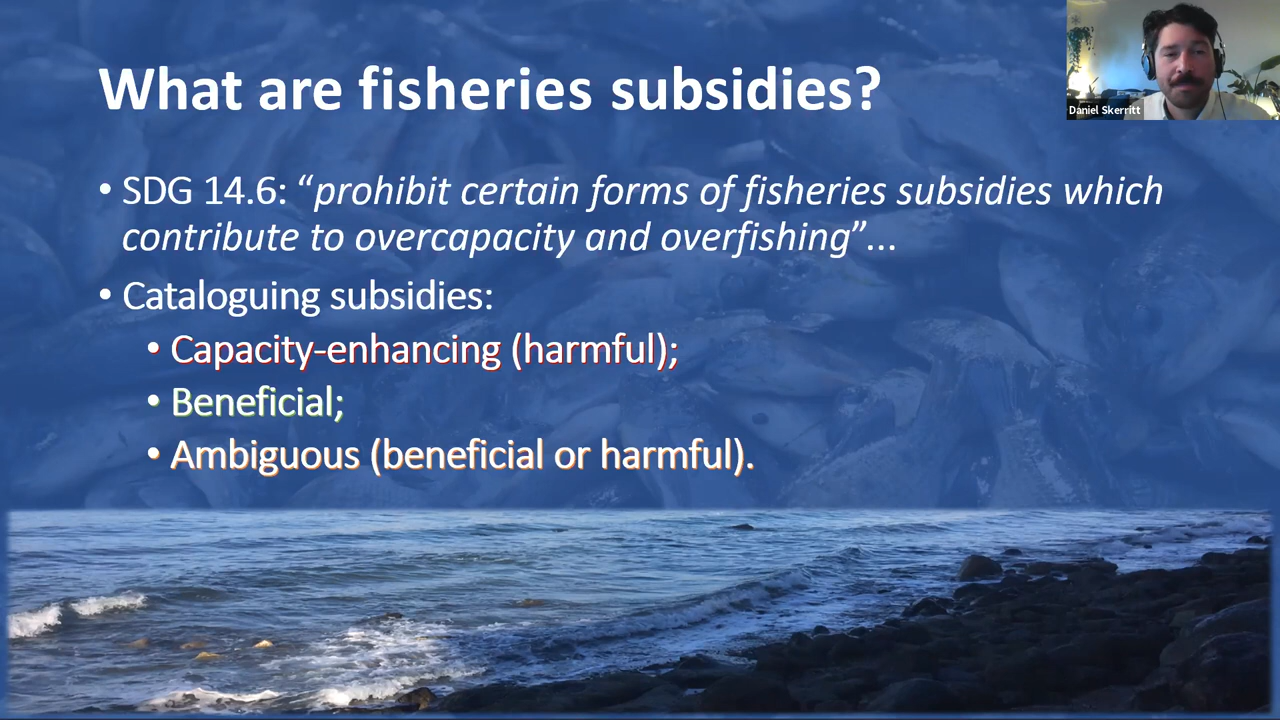 What are fisheries subsidies?
Daniel Skerritt
• SDG 14.6: “prohibit certain forms of fisheries subsidies which
contribute to overcapacity and overfishing”...
• Cataloguing subsidies:
• Capacity-enhancing (harmful);
• Beneficial;
• Ambiguous (beneficial or harmful).